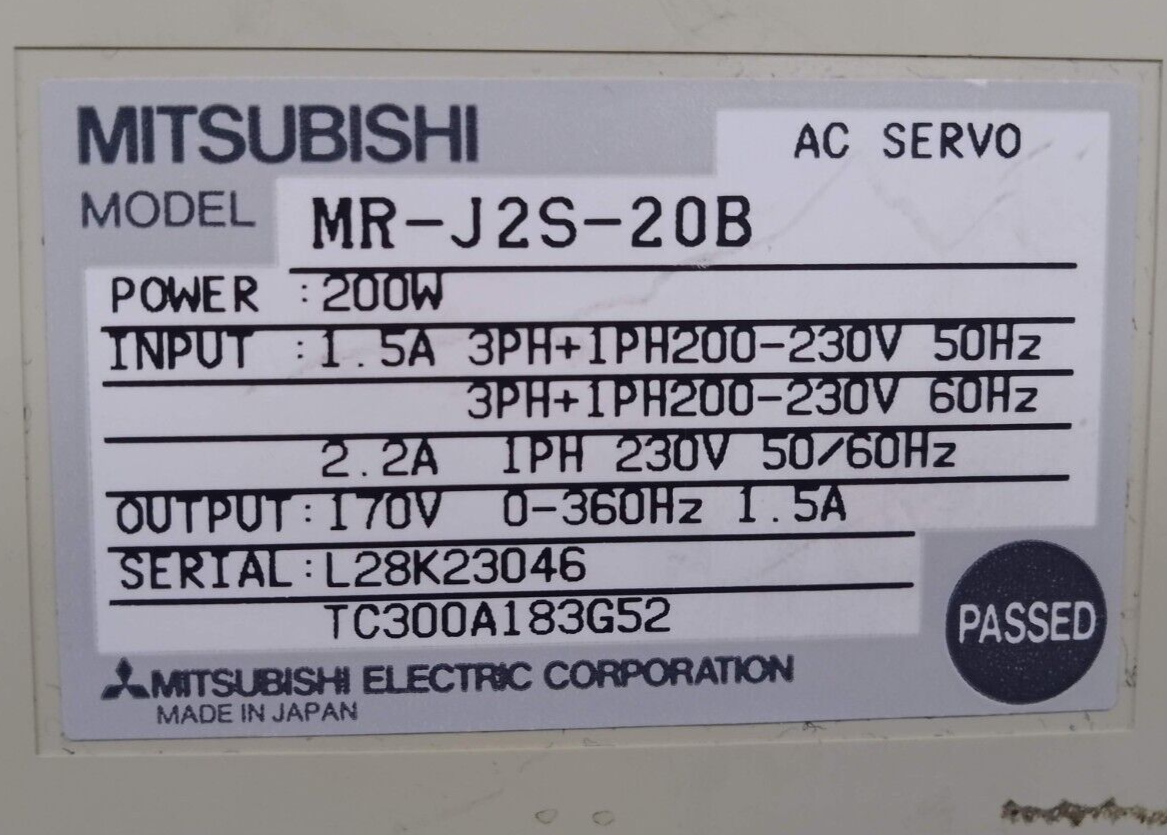 MITSUBISHI
AC SERVO
MODEL MR-J2S-20B
POWER : 200W
INPUT : 1.5A 3PH+1PH200-230V 50Hz
3PH+1PH200-230V 60Hz
2.2A 1PH 230V 50/60Hz
OUTPUT: 170V 0-360Hz 1.5A
SERIAL: L28K23046
TC300A183G52
PASSED
MITSUBISHI ELECTRIC CORPORATION
MADE IN JAPAN